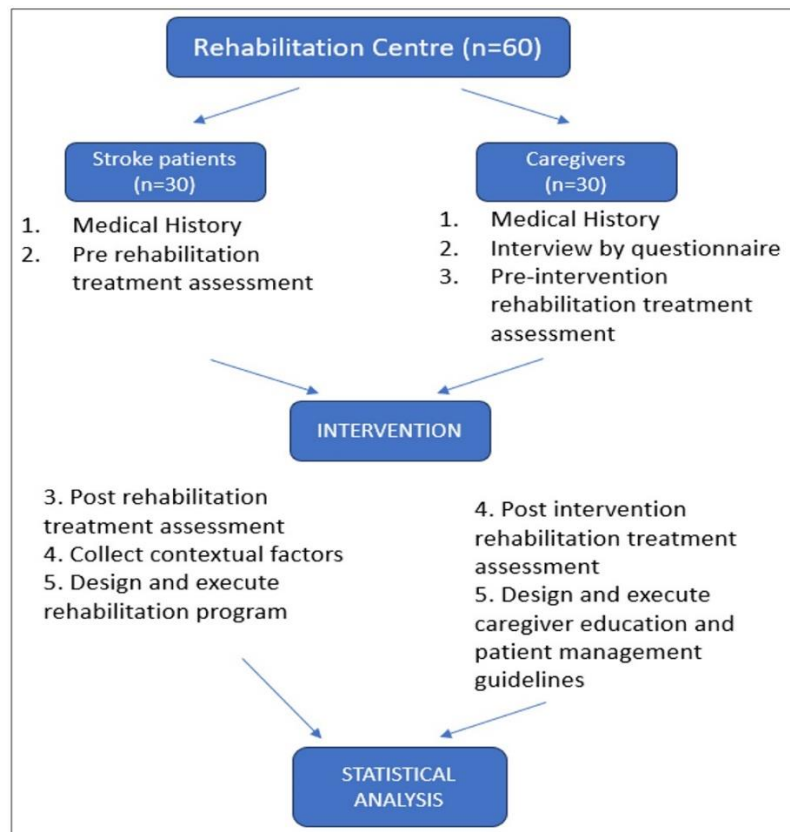 Rehabilitation Centre (n=60)
Stroke patients
(n=30)
1. Medical History
2. Pre rehabilitation
treatment assessment
Caregivers
(n=30)
1. Medical History
2. Interview by questionnaire
3. Pre-intervention
rehabilitation treatment
assessment
INTERVENTION
3. Post rehabilitation
treatment assessment
4. Collect contextual factors
5. Design and execute
rehabilitation program
4. Post intervention
rehabilitation treatment
assessment
5. Design and execute
caregiver education and
patient management
guidelines
STATISTICAL
ANALYSIS